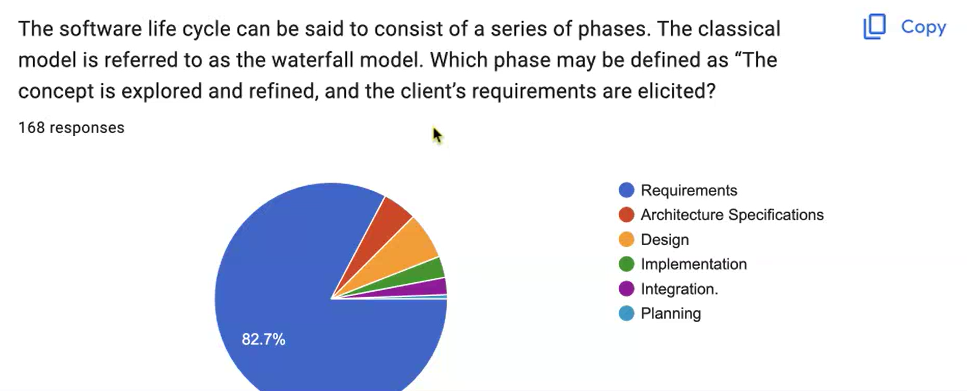 The software life cycle can be said to consist of a series of phases. The classical
model is referred to as the waterfall model. Which phase may be defined as “The
concept is explored and refined, and the client’s requirements are elicited?
Copy
168 responses
Requirements
Architecture Specifications
Design
Implementation
Integration.
Planning
82.7%